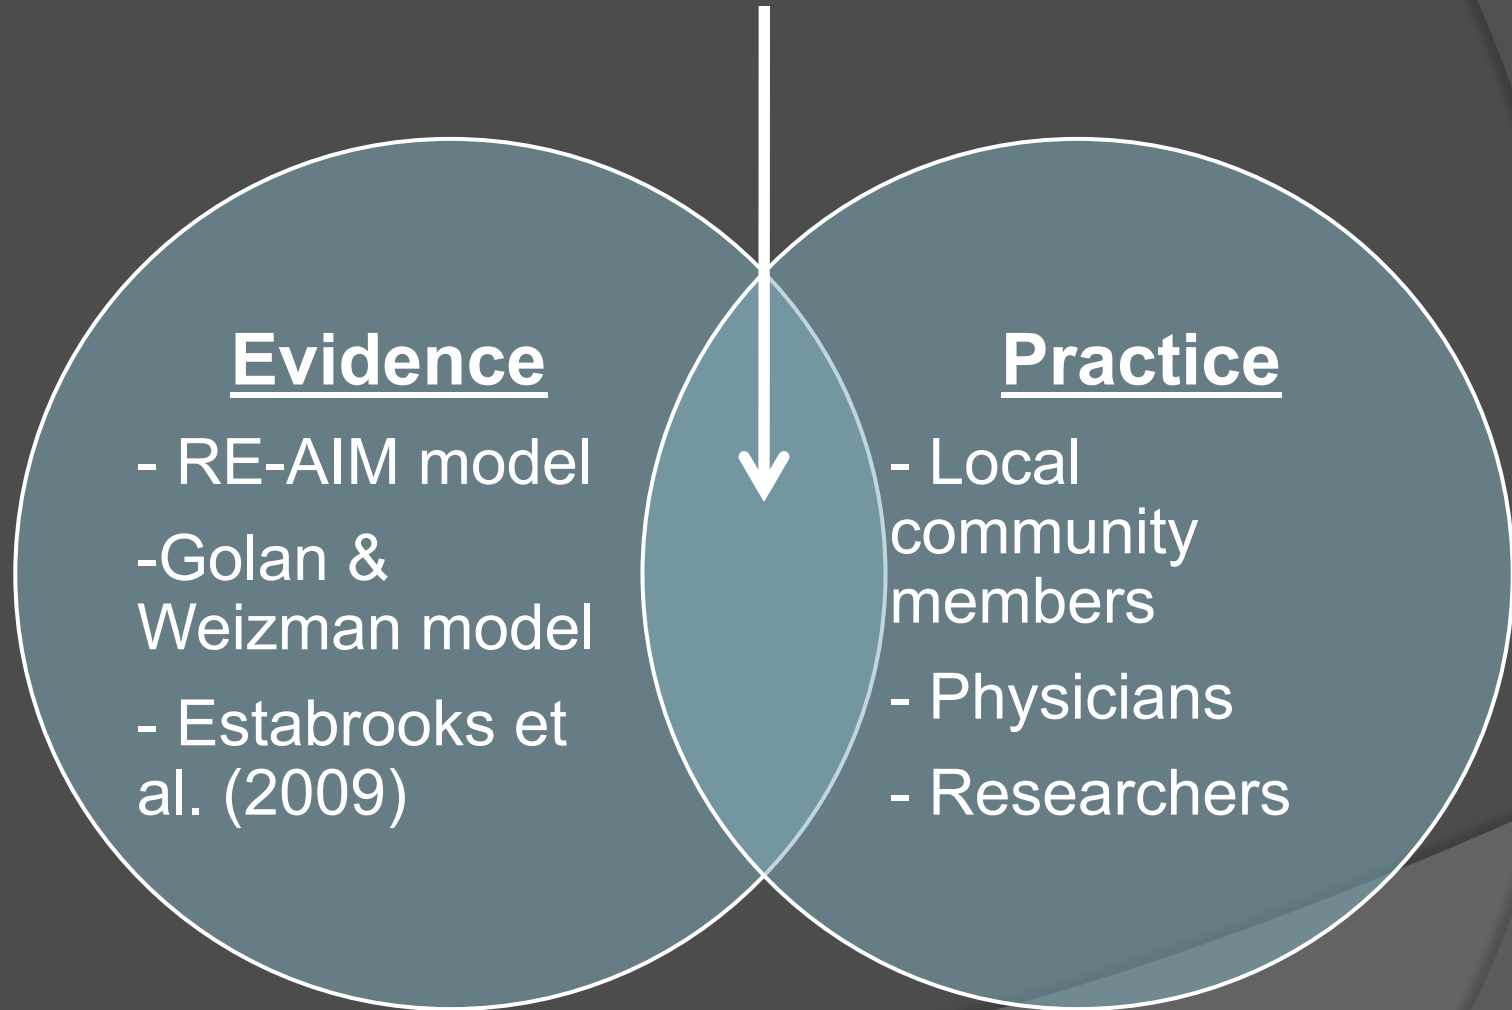 Evidence
- RE-AIM model
-Golan &
Weizman model
- Estabrooks et
al. (2009)
Practice
- Local
community
members
- Physicians
- Researchers